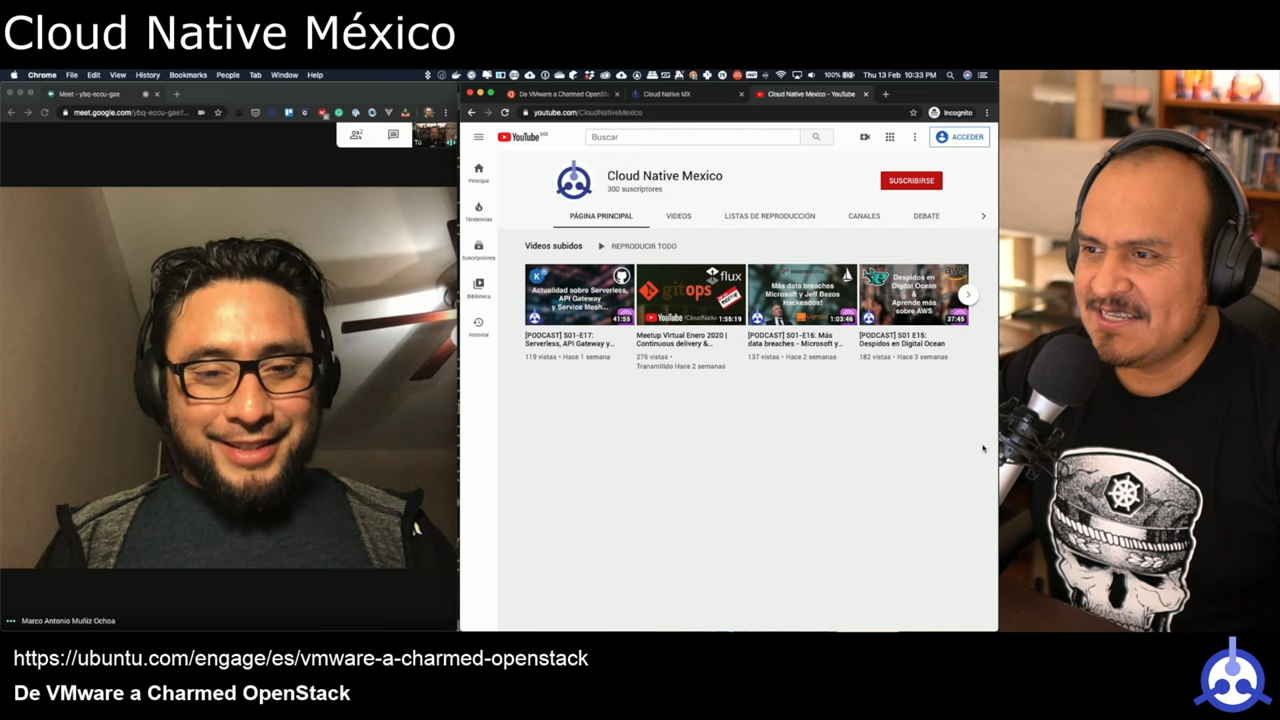 Cloud Native México
Chrome File Edit View History Bookmarks People Tab Window Help
100% Thu 13 Feb 10:33 PM
Meet - ybq-eccu-gae
De VMware a Charmed OpenSt
Cloud Native MX
Cloud Native Mexico - YouTube
meet.google.com/ybq-eccu-gae?...
youtube.com/CloudNativeMexico
Incognito
Tú
YouTube MX
Buscar
ACCEDER
Principal
Tendencias
Suscripciones
Biblioteca
Historial
Cloud Native Mexico
300 suscriptores
SUSCRIBIRSE
PÁGINA PRINCIPAL VIDEOS LISTAS DE REPRODUCCIÓN CANALES DEBATE
Videos subidos REPRODUCIR TODO
K
Actualidad sobre Serverless,
API Gateway
y Service Mesh...
41:55
flux
gitops
YouTube/CloudNative
1:55:19
Más data breaches
Microsoft y Jeff Bezos
Hackeados!
1:03:46
aws
Despidos en
Digital Ocean
&
Aprende más
sobre AWS
37:45
[PODCAST] S01-E17:
Serverless, API Gateway y...
119 vistas • Hace 1 semana
Meetup Virtual Enero 2020 |
Continuous delivery &...
276 vistas •
Transmitido Hace 2 semanas
[PODCAST] S01-E16: Más
data breaches - Microsoft y...
137 vistas • Hace 2 semanas
[PODCAST] S01 E15:
Despidos en Digital Ocean
182 vistas • Hace 3 semanas
Marco Antonio Muñiz Ochoa
https://ubuntu.com/engage/es/vmware-a-charmed-openstack
De VMware a Charmed OpenStack